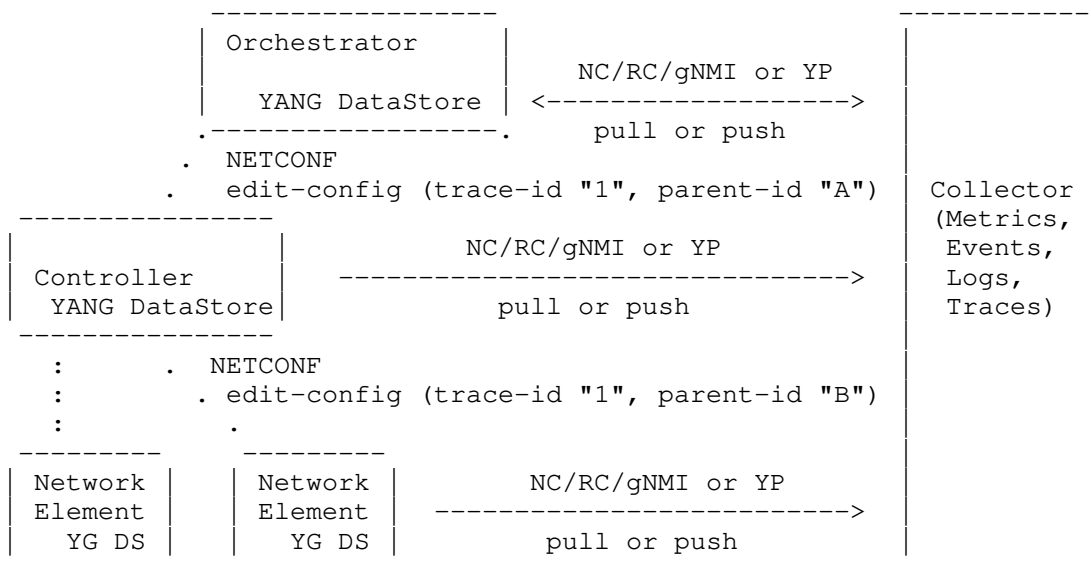 Orchestrator
NC/RC/gNMI or YP
YANG DataStore <------------------->
pull or push
. NETCONF
. edit-config (trace-id "1", parent-id "A") Collector
(Metrics,
NC/RC/gNMI or YP Events,
Controller --------------------------------> Logs,
YANG DataStore pull or push Traces)
: . NETCONF
: . edit-config (trace-id "1", parent-id "B")
: .
Network Network NC/RC/gNMI or YP
Element Element -------------------------->
YG DS YG DS pull or push